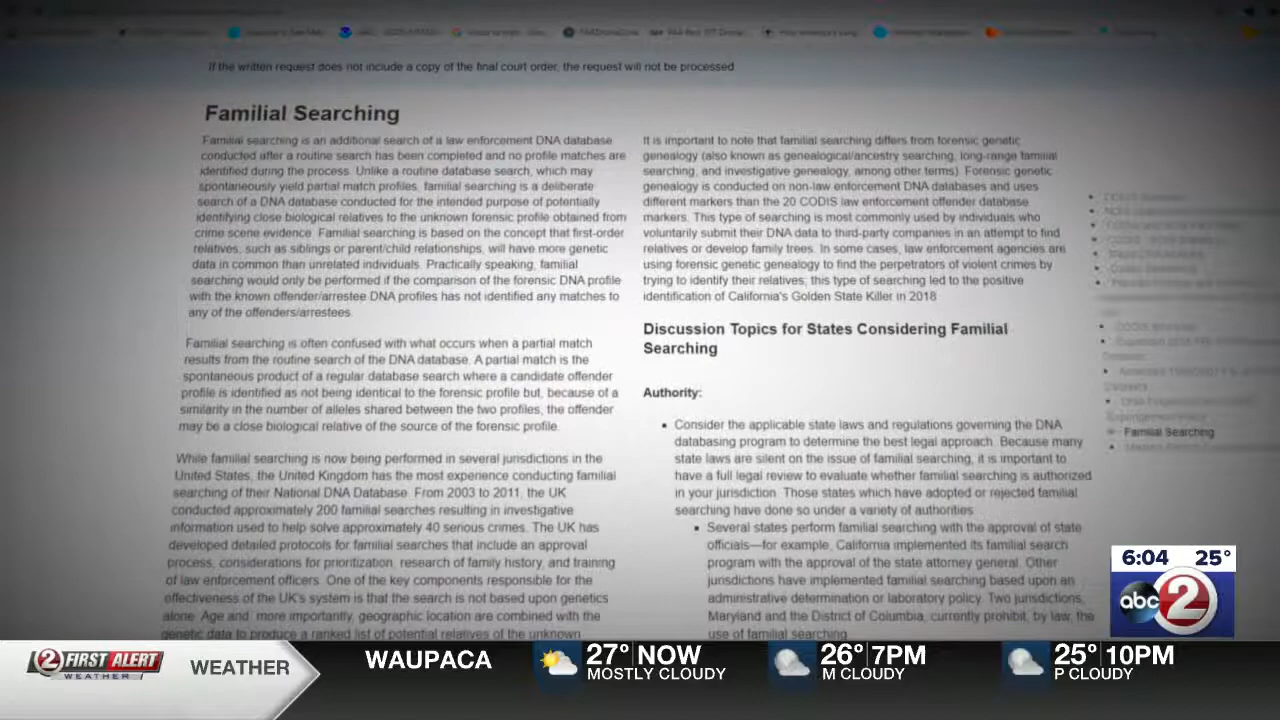 If the written request does not include a copy of the final court order, the request will not be processed.
Familial Searching
Familial searching is an additional search of a law enforcement DNA database
conducted after a routine search has been completed and no profile matches are
identified during the process. Unlike a routine database search, which may
spontaneously yield partial match profiles, familial searching is a deliberate
search of a DNA database conducted for the intended purpose of potentially
identifying close biological relatives to the unknown forensic profile obtained from
crime scene evidence. Familial searching is based on the concept that first-order
relatives, such as siblings or parent/child relationships, will have more genetic
data in common than unrelated individuals. Practically speaking, familial
searching would only be performed if the comparison of the forensic DNA profile
with the known offender/arrestee DNA profiles has not identified any matches to
any of the offenders/arrestees.
Familial searching is often confused with what occurs when a partial match
results from the routine search of the DNA database. A partial match is the
spontaneous product of a regular database search where a candidate offender
profile is identified as not being identical to the forensic profile but, because of a
similarity in the number of alleles shared between the two profiles, the offender
may be a close biological relative of the source of the forensic profile.
While familial searching is now being performed in several jurisdictions in the
United States, the United Kingdom has the most experience conducting familial
searching of their National DNA Database. From 2003 to 2011, the UK
conducted approximately 200 familial searches resulting in investigative
information used to help solve approximately 40 serious crimes. The UK has
developed detailed protocols for familial searches that include an approval
process, considerations for prioritization, research of family history, and training
of law enforcement officers. One of the key components responsible for the
effectiveness of the UK's system is that the search is not based upon genetics
alone. Age and, more importantly, geographic location are combined with the
genetic data to produce a ranked list of potential relatives of the unknown
It is important to note that familial searching differs from forensic genetic
genealogy (also known as genealogical/ancestry searching, long-range familial
searching, and investigative genealogy, among other terms). Forensic genetic
genealogy is conducted on non-law enforcement DNA databases and uses
different markers than the 20 CODIS law enforcement offender database
markers. This type of searching is most commonly used by individuals who
voluntarily submit their DNA data to third-party companies in an attempt to find
relatives or develop family trees. In some cases, law enforcement agencies are
using forensic genetic genealogy to find the perpetrators of violent crimes by
trying to identify their relatives; this type of searching led to the positive
identification of California's Golden State Killer in 2018
Discussion Topics for States Considering Familial
Searching
Authority:
• Consider the applicable state laws and regulations governing the DNA
databasing program to determine the best legal approach. Because many
state laws are silent on the issue of familial searching, it is important to
have a full legal review to evaluate whether familial searching is authorized
in your jurisdiction. Those states which have adopted or rejected familial
searching have done so under a variety of authorities.
• Several states perform familial searching with the approval of state
officials—for example, California implemented its familial search
program with the approval of the state attorney general. Other
jurisdictions have implemented familial searching based upon an
administrative determination or laboratory policy. Two jurisdictions,
Maryland and the District of Columbia, currently prohibit, by law, the
use of familial searching.
Familial Searching
6:04 25°
abc 2
2 FIRST ALERT
WEATHER
WEATHER
WAUPACA
27° NOW
MOSTLY CLOUDY
26° 7PM
M CLOUDY
25° 10PM
P CLOUDY